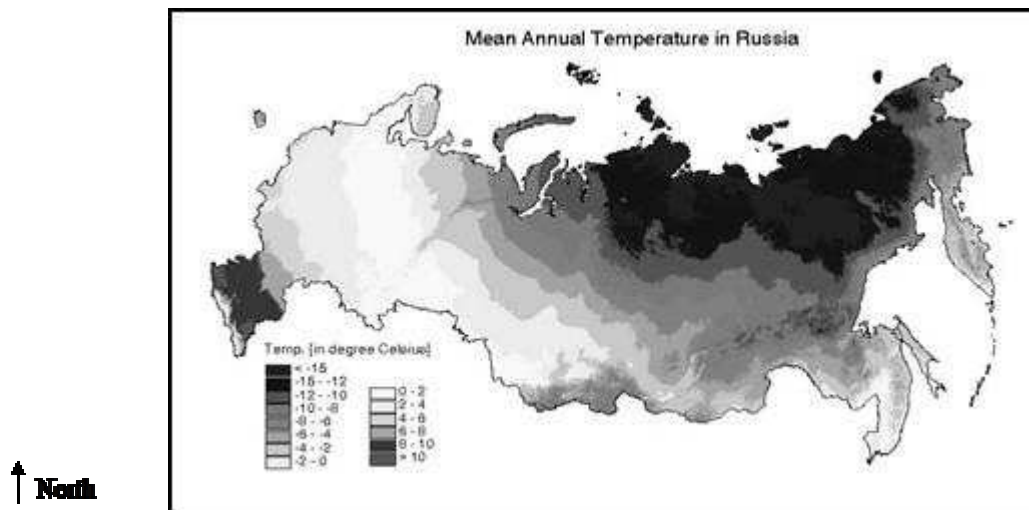 Mean Annual Temperature in Russia
Temp. [in degree Celsius]
< -15
-15 - -12
-12 - -10
-10 - -8
-8 - -6
-6 - -4
-4 - -2
-2 - 0
0 - 2
2 - 4
4 - 6
6 - 8
8 - 10
> 10
North